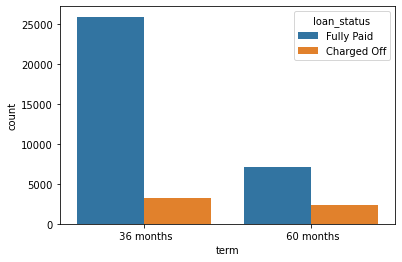 loan_status
Fully Paid
Charged Off
25000
20000
15000
10000
5000
0
count
36 months
60 months
term